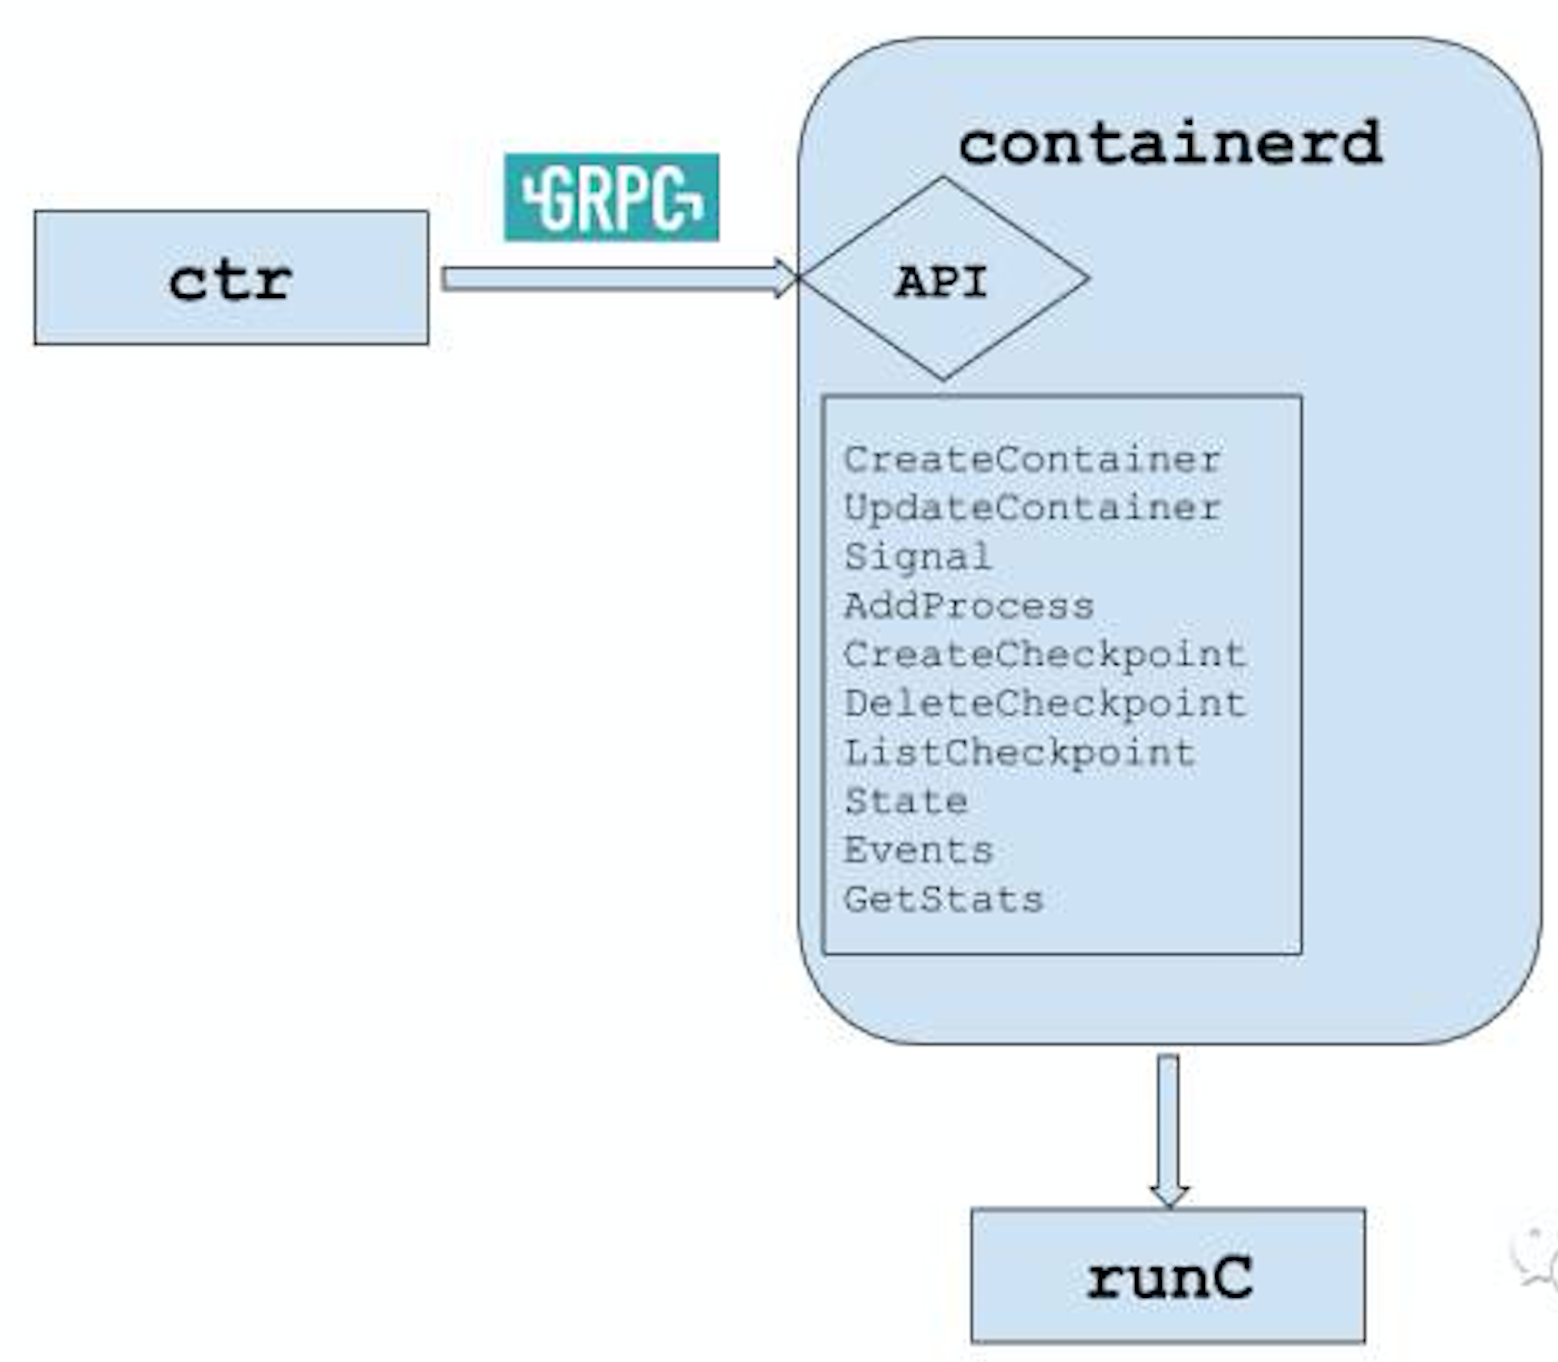 containerd
GRPC
ctr
API
CreateContainer
UpdateContainer
Signal
AddProcess
CreateCheckpoint
DeleteCheckpoint
ListCheckpoint
State
Events
GetStats
runC